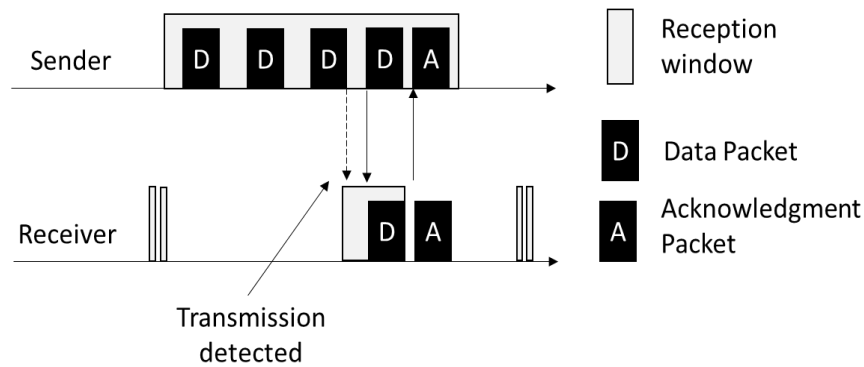 Sender
D
D
D
D
A
Reception
window
D
Data Packet
Receiver
D
A
A
Acknowledgment
Packet
Transmission
detected